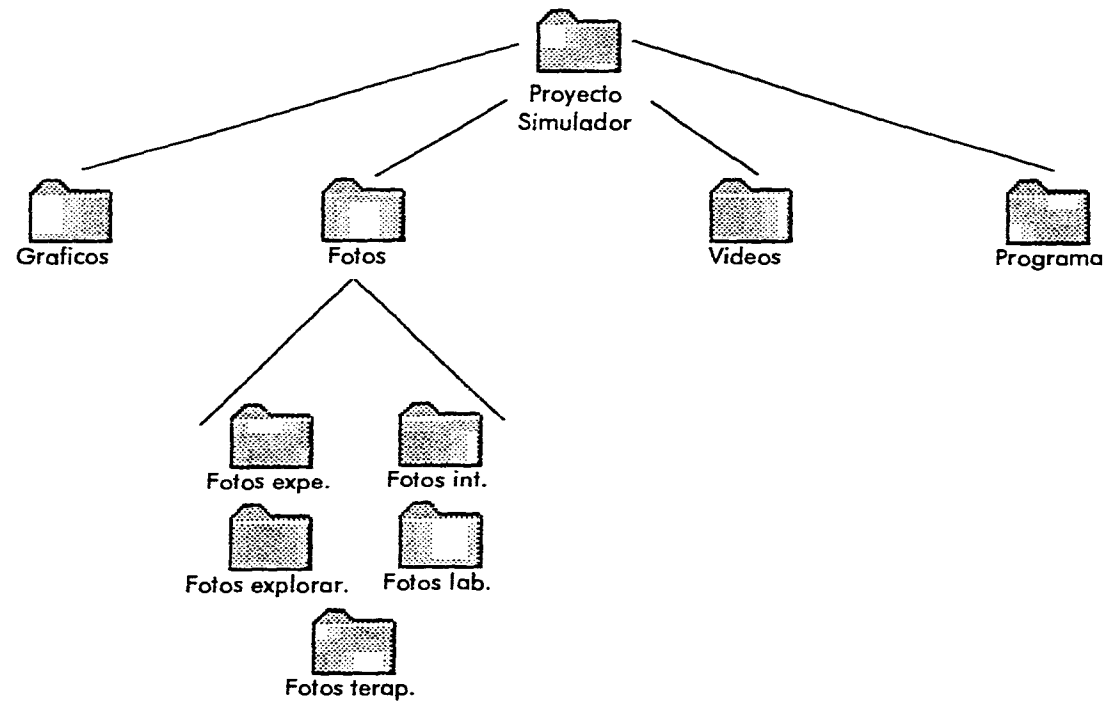 Proyecto
Simulador
Graficos
Fotos
Videos
Programa
Fotos expe.
Fotos int.
Fotos explorar.
Fotos lab.
Fotos terap.